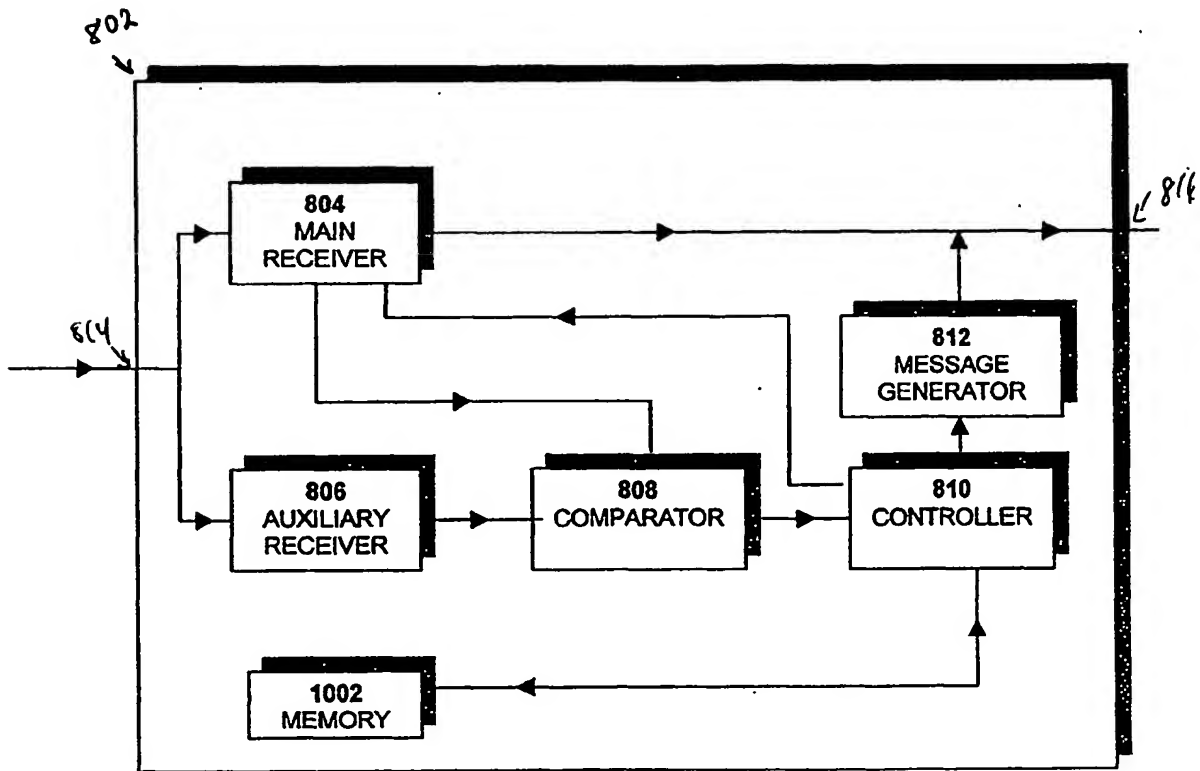 802
804
MAIN
RECEIVER
816
814
812
MESSAGE
GENERATOR
806
AUXILIARY
RECEIVER
808
COMPARATOR
810
CONTROLLER
1002
MEMORY